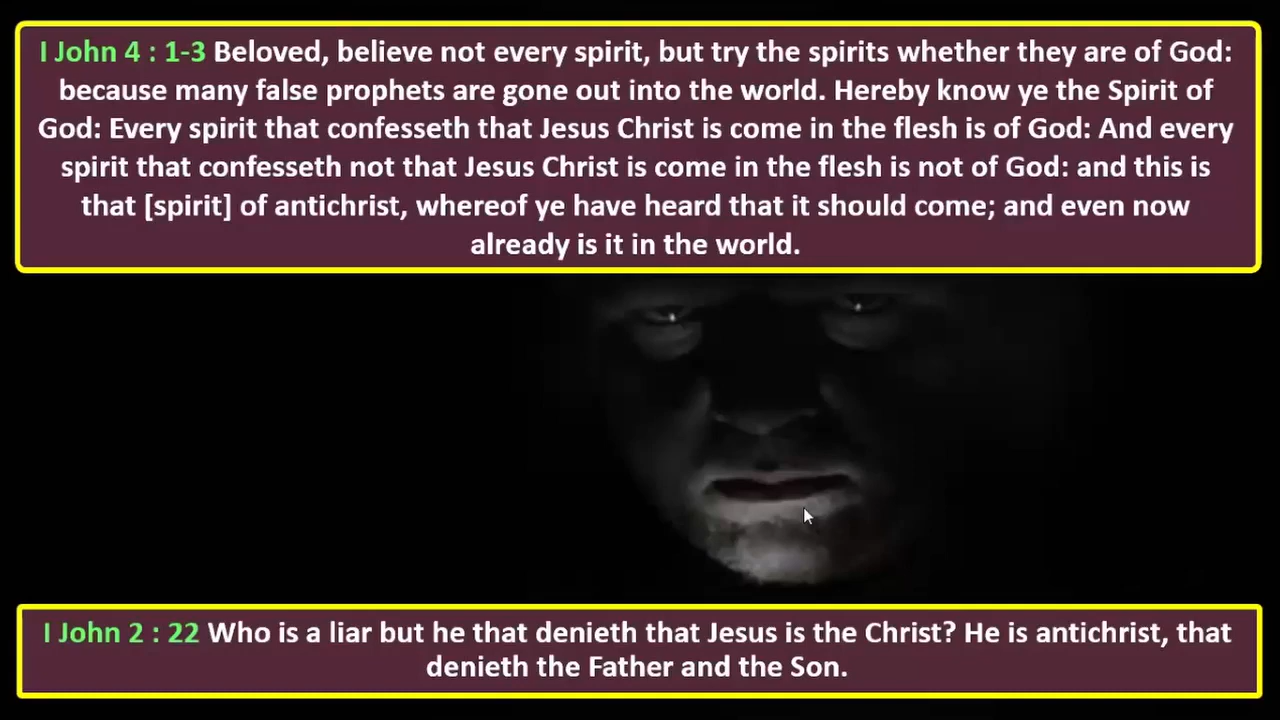 I John 4 : 1-3 Beloved, believe not every spirit, but try the spirits whether they are of God:
because many false prophets are gone out into the world. Hereby know ye the Spirit of
God: Every spirit that confesseth that Jesus Christ is come in the flesh is of God: And every
spirit that confesseth not that Jesus Christ is come in the flesh is not of God: and this is
that [spirit] of antichrist, whereof ye have heard that it should come; and even now
already is it in the world.
I John 2 : 22 Who is a liar but he that denieth that Jesus is the Christ? He is antichrist, that
denieth the Father and the Son.